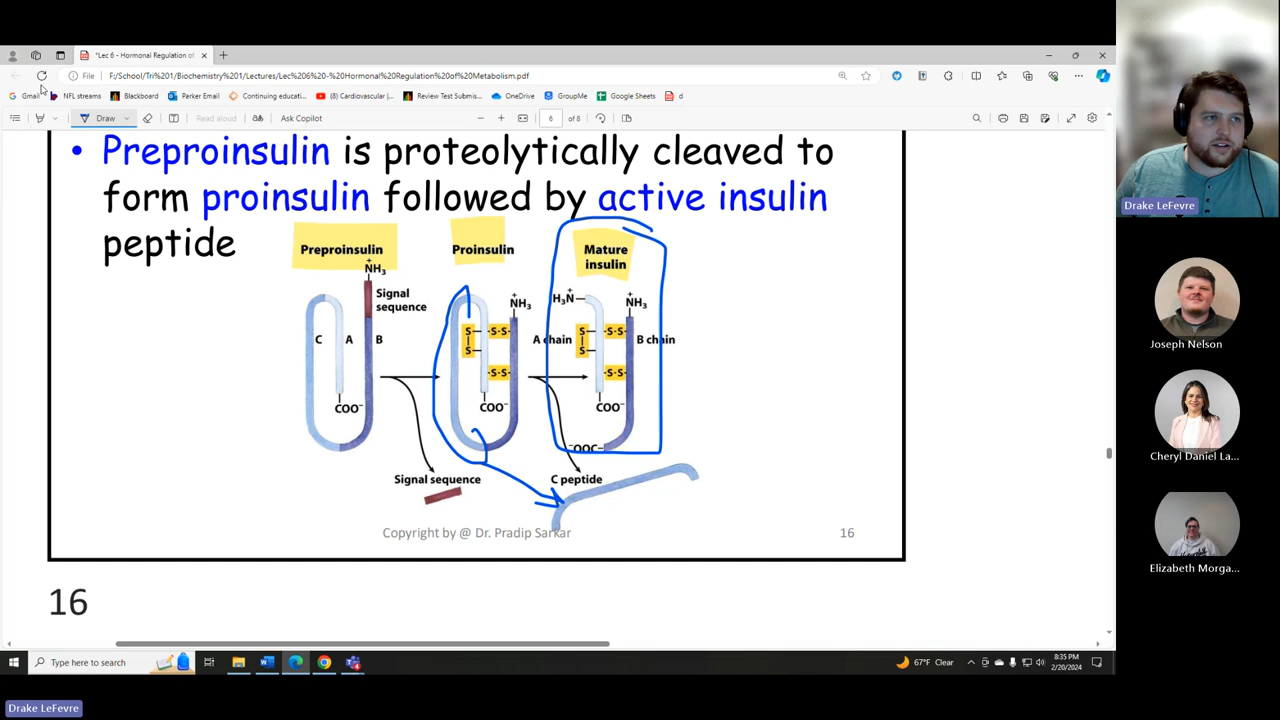 *Lec 6 - Hormonal Regulation of
File F:/School/Tri%201/Biochemistry%201/Lectures/Lec%206%20-%20Hormonal%20Regulation%20of%20Metabolism.pdf
Gmail NFL streams Blackboard Parker Email Continuing educati... (8) Cardiovascular |... Review Test Submis... OneDrive GroupMe Google Sheets d
Draw Read aloud Ask Copilot 6 of 8
• Preproinsulin is proteolytically cleaved to
form proinsulin followed by active insulin
peptide
Preproinsulin
Proinsulin
Mature
insulin
+
NH3
Signal
sequence
C A B
COO⁻
+
NH3
S
S
-S-S-
-S-S-
COO⁻
+
H3N
+
NH3
A chain
S
S
-S-S-
B chain
-S-S-
COO⁻
⁻OOC
Signal sequence
C peptide
Copyright by @ Dr. Pradip Sarkar
16
16
Type here to search
67°F Clear
8:35 PM
2/20/2024
Drake LeFevre
Joseph Nelson
Cheryl Daniel La...
Elizabeth Morga...
Drake LeFevre